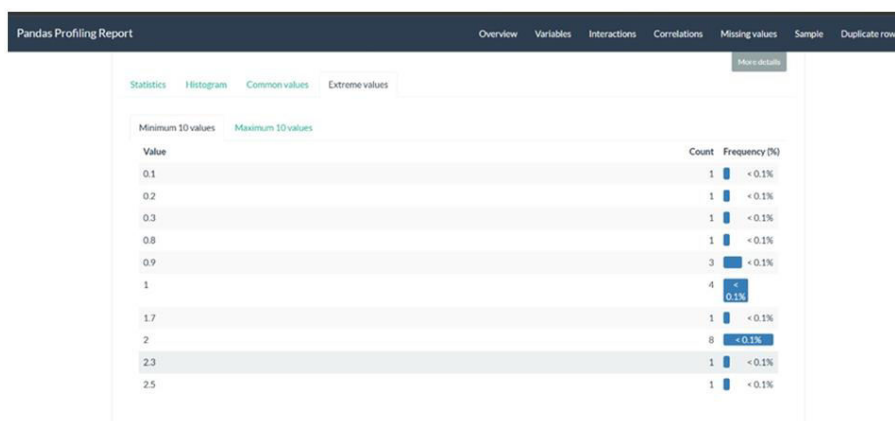 Pandas Profiling Report Overview Variables Interactions Correlations Missing values Sample Duplicate row
More details
Statistics Histogram Common values Extreme values
Minimum 10 values Maximum 10 values
Value Count Frequency (%)
0.1 1 < 0.1%
0.2 1 < 0.1%
0.3 1 < 0.1%
0.8 1 < 0.1%
0.9 3 < 0.1%
1 4 <
0.1%
1.7 1 < 0.1%
2 8 < 0.1%
2.3 1 < 0.1%
2.5 1 < 0.1%